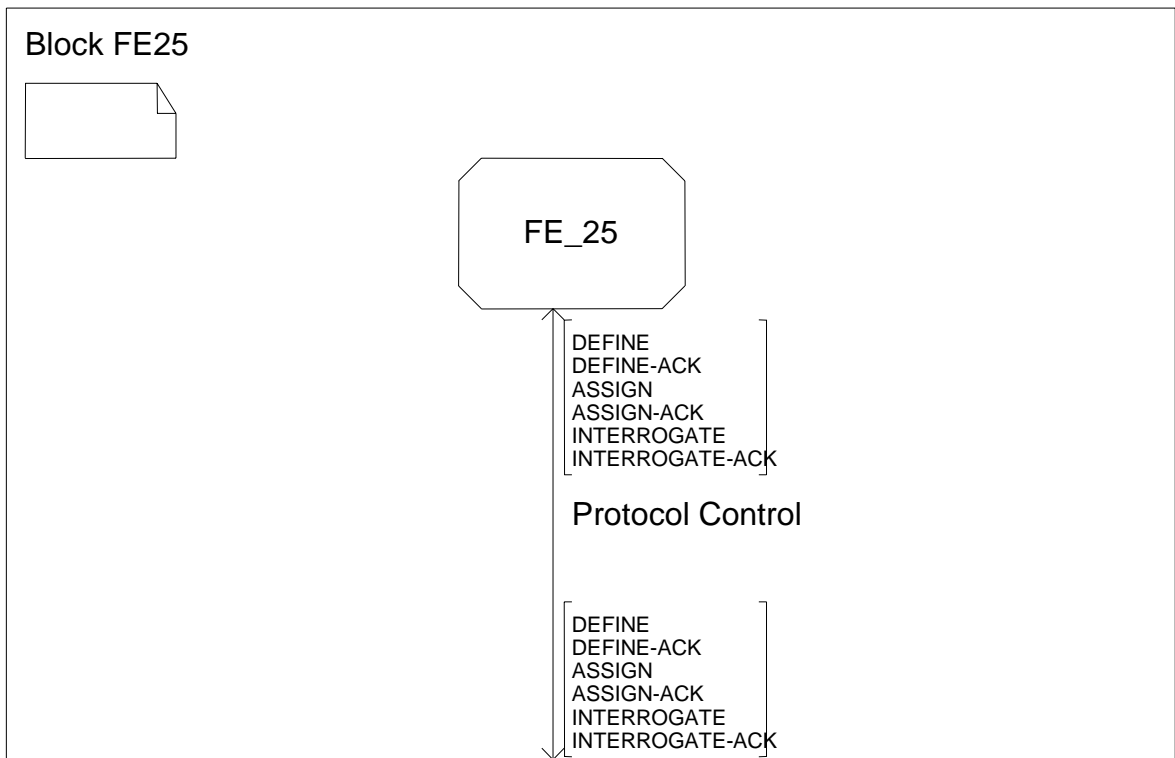 Block FE25
FE_25
DEFINE
DEFINE-ACK
ASSIGN
ASSIGN-ACK
INTERROGATE
INTERROGATE-ACK
Protocol Control
DEFINE
DEFINE-ACK
ASSIGN
ASSIGN-ACK
INTERROGATE
INTERROGATE-ACK